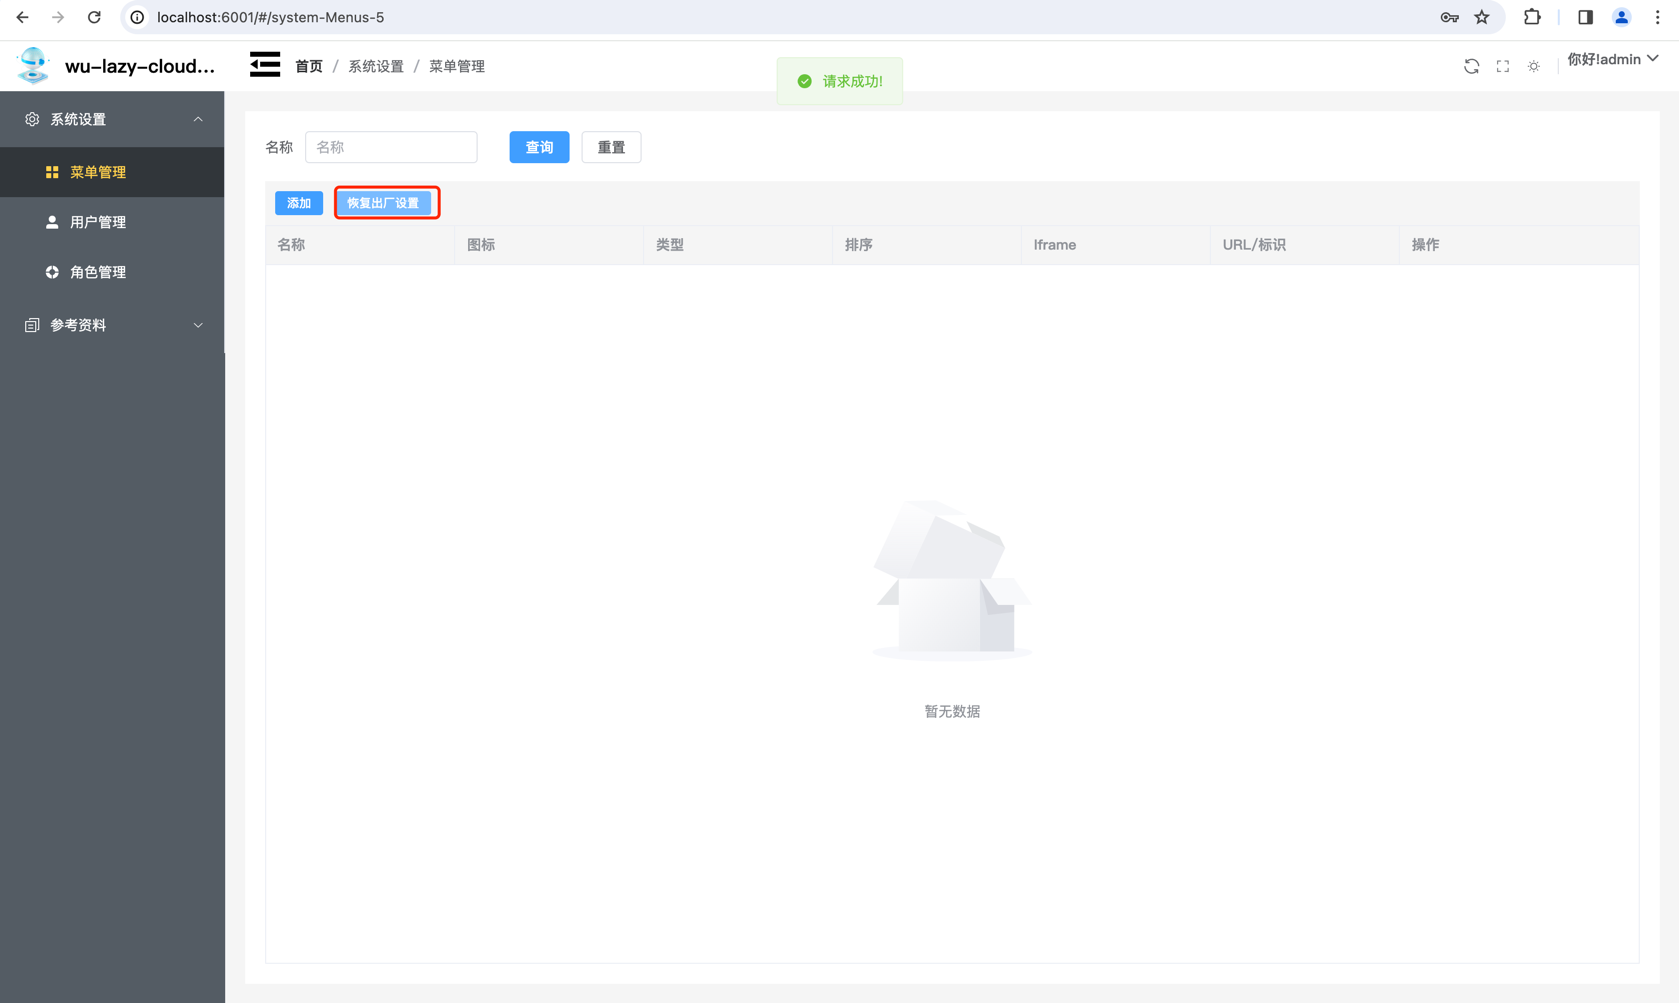 localhost:6001/#/system-Menus-5
wu-lazy-cloud...
首页 / 系统设置 / 菜单管理
请求成功!
你好!admin
系统设置
菜单管理
用户管理
角色管理
参考资料
名称 名称 查询 重置
添加 恢复出厂设置
名称 图标 类型 排序 Iframe URL/标识 操作
暂无数据